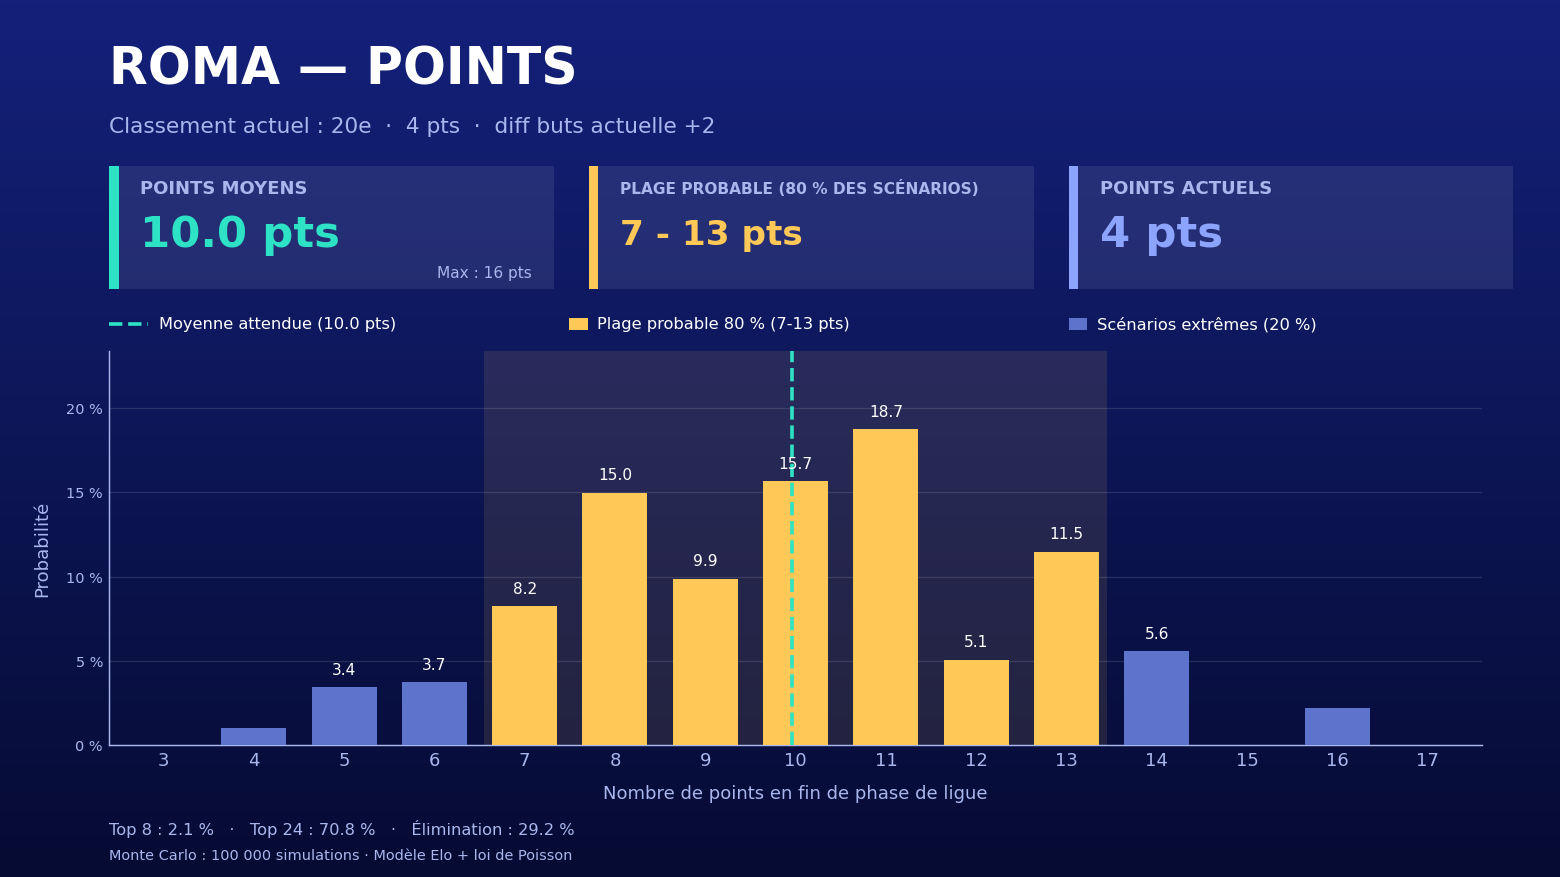 ROMA — POINTS
Classement actuel : 20e · 4 pts · diff buts actuelle +2
POINTS MOYENS
10.0 pts
Max : 16 pts
PLAGE PROBABLE (80 % DES SCÉNARIOS)
7 - 13 pts
POINTS ACTUELS
4 pts
Moyenne attendue (10.0 pts)
Plage probable 80 % (7-13 pts)
Scénarios extrêmes (20 %)
Probabilité
20 %
15 %
10 %
5 %
0 %
3.4
3.7
8.2
15.0
9.9
15.7
18.7
5.1
11.5
5.6
3 4 5 6 7 8 9 10 11 12 13 14 15 16 17
Nombre de points en fin de phase de ligue
Top 8 : 2.1 % · Top 24 : 70.8 % · Élimination : 29.2 %
Monte Carlo : 100 000 simulations · Modèle Elo + loi de Poisson